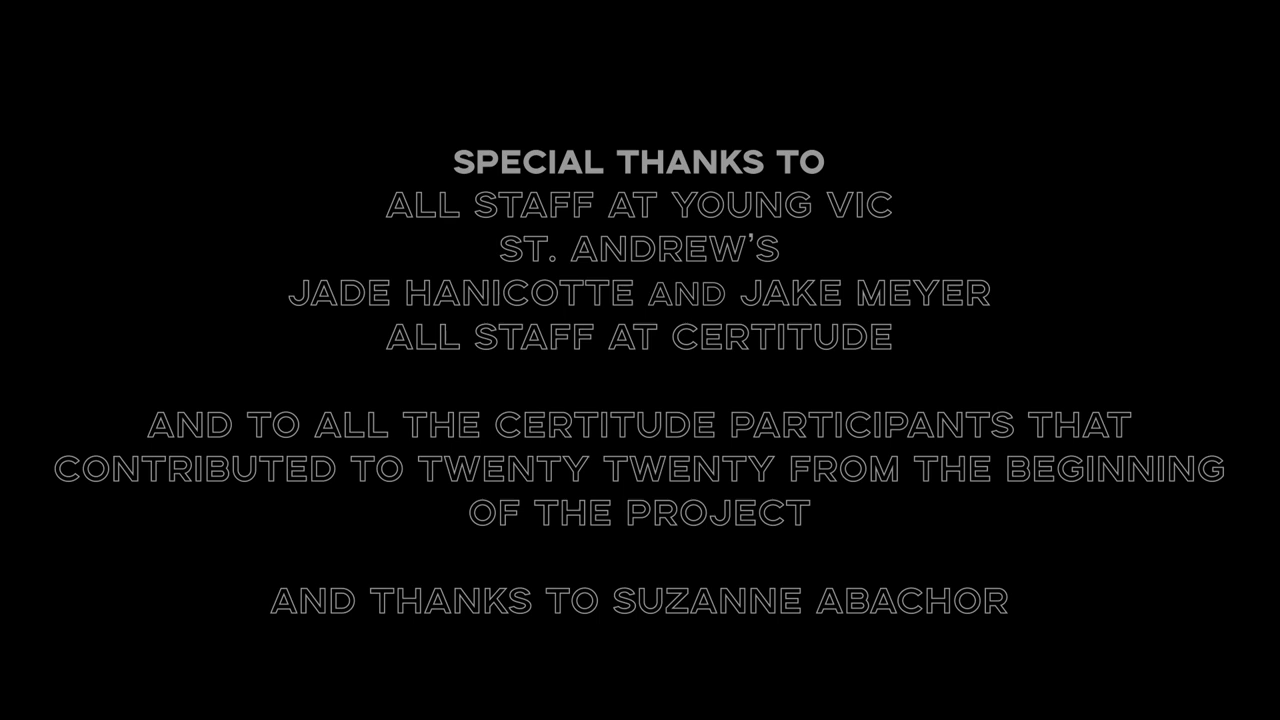 SPECIAL THANKS TO
ALL STAFF AT YOUNG VIC
ST. ANDREW'S
JADE HANICOTTE AND JAKE MEYER
ALL STAFF AT CERTITUDE
AND TO ALL THE CERTITUDE PARTICIPANTS THAT
CONTRIBUTED TO TWENTY TWENTY FROM THE BEGINNING
OF THE PROJECT
AND THANKS TO SUZANNE ABACHOR